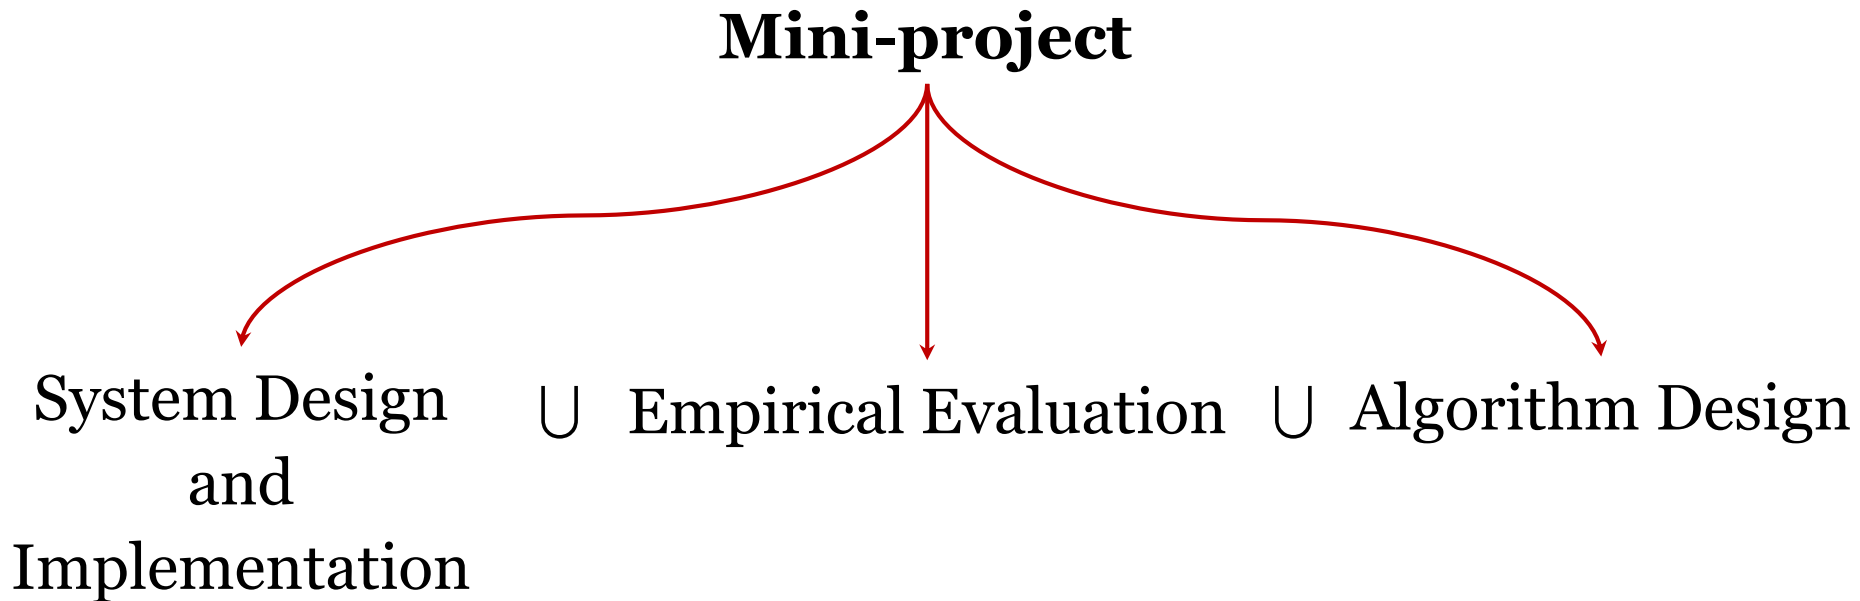 Mini-project
System Design ∪ Empirical Evaluation ∪ Algorithm Design
and
Implementation